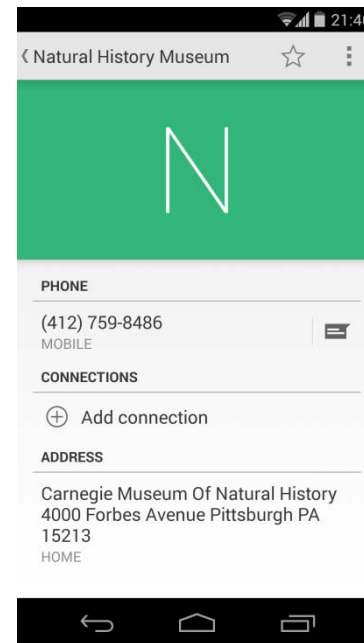 21:40
Natural History Museum
N
PHONE
(412) 759-8486
MOBILE
CONNECTIONS
Add connection
ADDRESS
Carnegie Museum Of Natural History
4000 Forbes Avenue Pittsburgh PA
15213
HOME